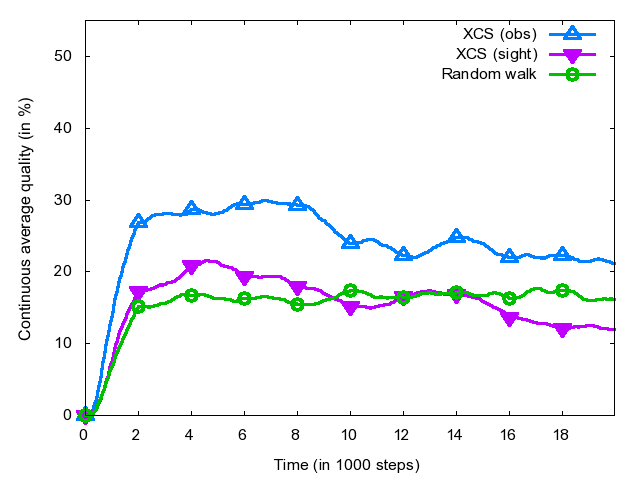 XCS (obs)
XCS (sight)
Random walk
50
40
30
20
10
0
Continuous average quality (in %)
0 2 4 6 8 10 12 14 16 18
Time (in 1000 steps)